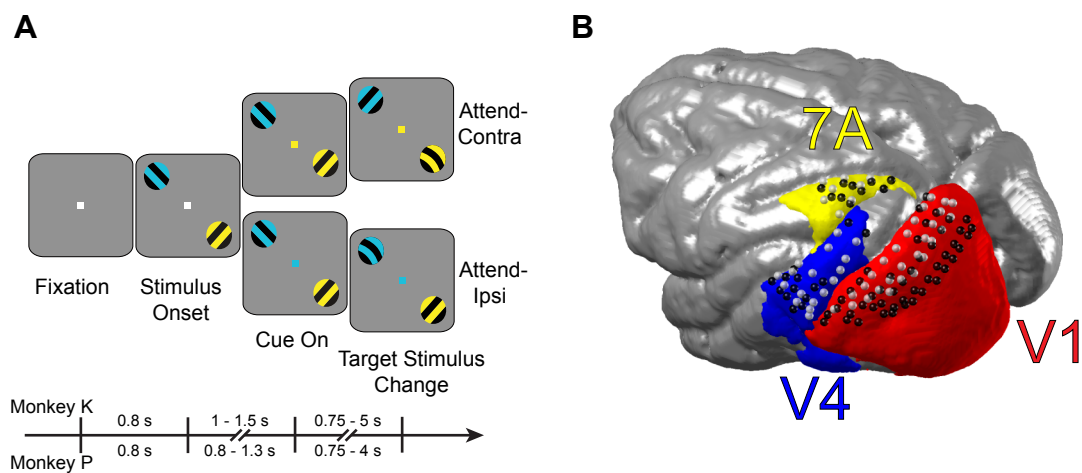 A
B
Attend-
Contra
Fixation
Stimulus
Onset
Cue On
Attend-
Ipsi
Target Stimulus
Change
Monkey K
0.8 s
1 - 1.5 s
0.75 - 5 s
0.8 s
0.8 - 1.3 s
0.75 - 4 s
Monkey P
7A
V4
V1